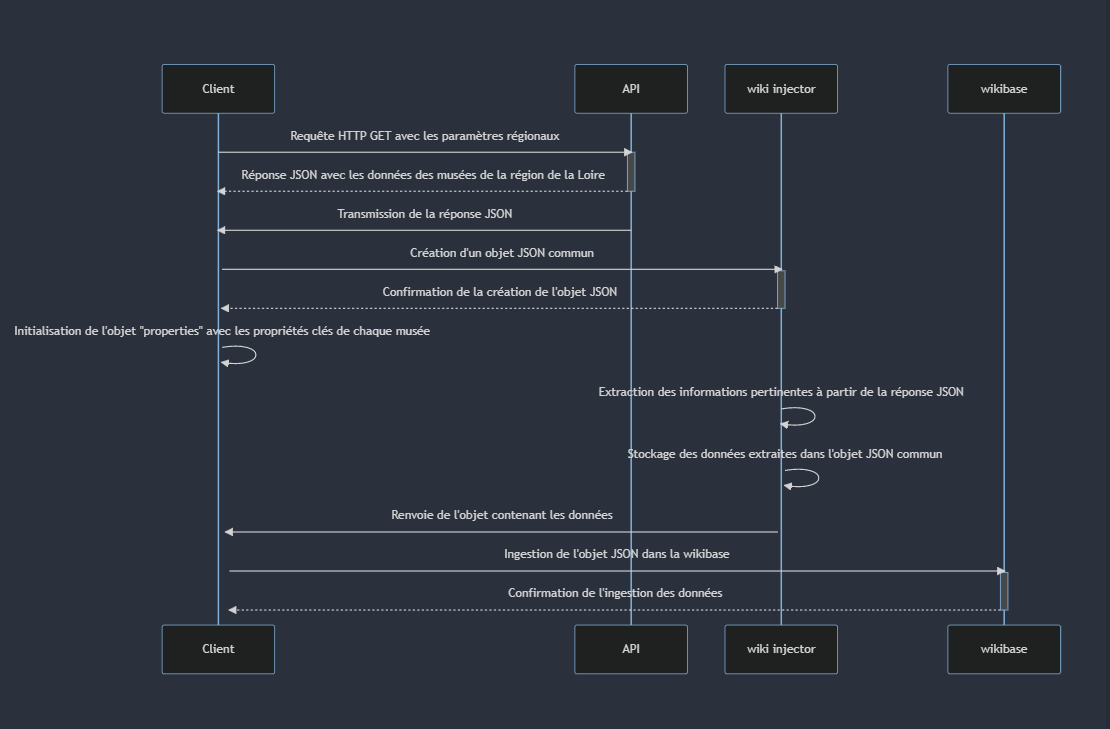 Client
API
wiki injector
wikibase
Requête HTTP GET avec les paramètres régionaux
Réponse JSON avec les données des musées de la région de la Loire
Transmission de la réponse JSON
Création d'un objet JSON commun
Confirmation de la création de l'objet JSON
Initialisation de l'objet "properties" avec les propriétés clés de chaque musée
Extraction des informations pertinentes à partir de la réponse JSON
Stockage des données extraites dans l'objet JSON commun
Renvoie de l'objet contenant les données
Ingestion de l'objet JSON dans la wikibase
Confirmation de l'ingestion des données
Client
API
wiki injector
wikibase